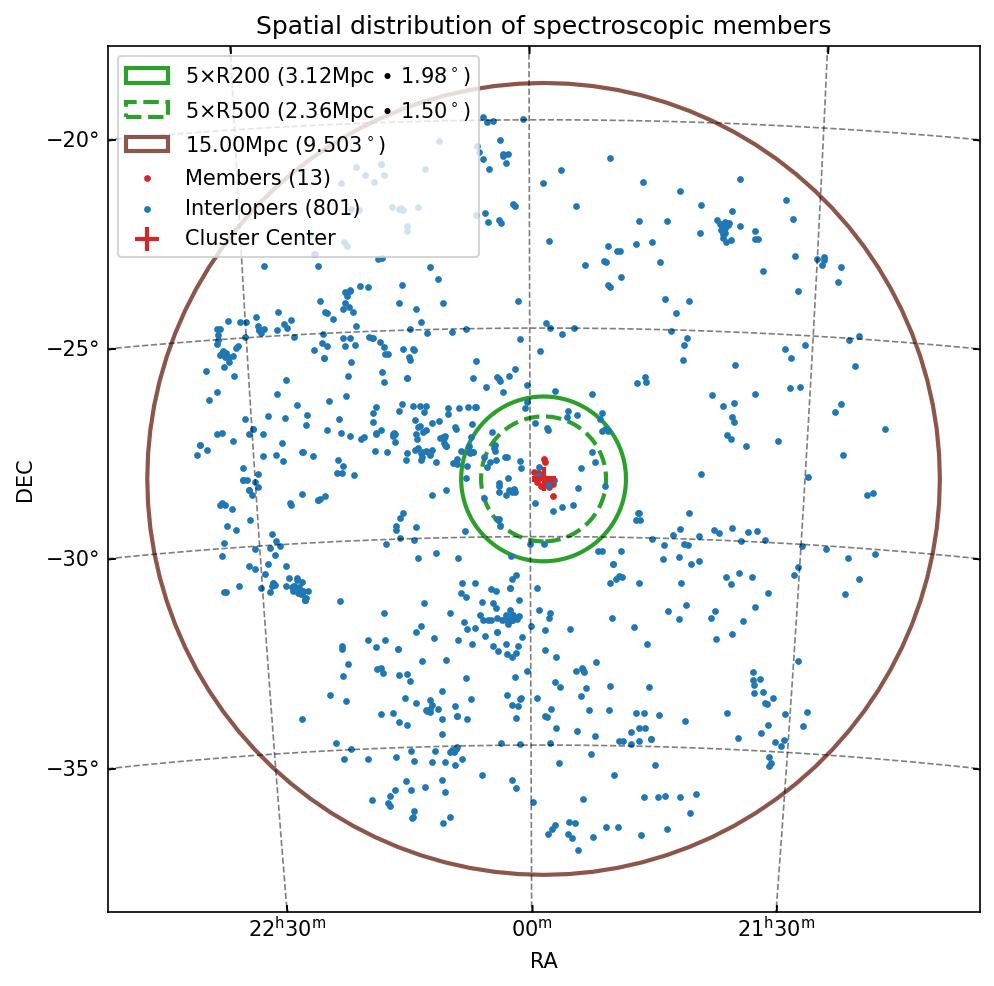 Spatial distribution of spectroscopic members
5×R200 (3.12Mpc • 1.98°)
5×R500 (2.36Mpc • 1.50°)
15.00Mpc (9.503°)
Members (13)
Interlopers (801)
Cluster Center
−20°
−25°
−30°
−35°
DEC
22h30m
00m
21h30m
RA